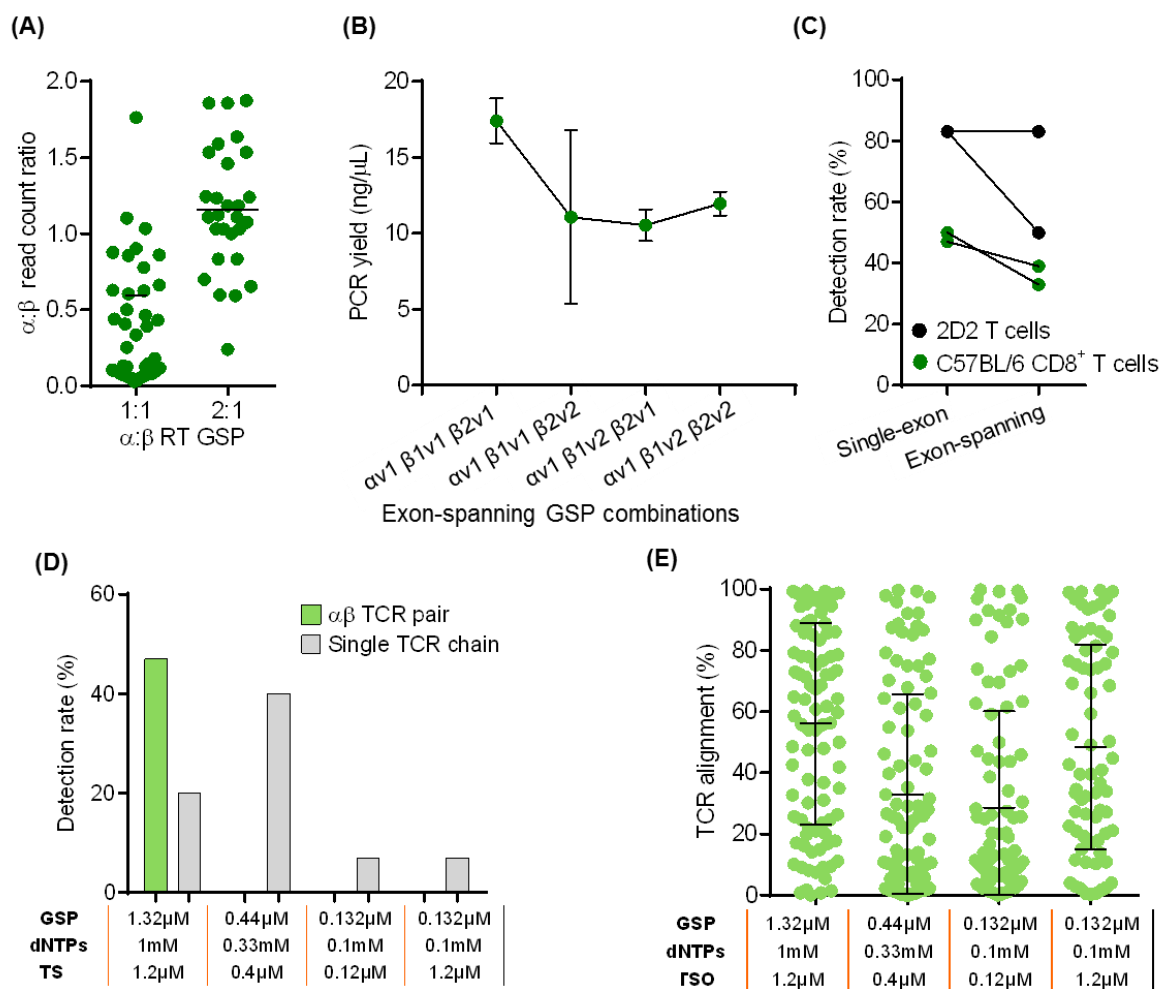 (A)
α:β read count ratio
2.0
1.5
1.0
0.5
0.0
1:1
2:1
α:β RT GSP
(B)
PCR yield (ng/μL)
20
15
10
5
0
αv1 β1v1 β2v1
αv1 β1v1 β2v2
αv1 β1v2 β2v1
αv1 β1v2 β2v2
Exon-spanning GSP combinations
(C)
Detection rate (%)
100
80
60
40
20
0
2D2 T cells
C57BL/6 CD8⁺ T cells
Single-exon
Exon-spanning
(D)
Detection rate (%)
60
40
20
0
αβ TCR pair
Single TCR chain
GSP 1.32μM 0.44μM 0.132μM 0.132μM
dNTPs 1mM 0.33mM 0.1mM 0.1mM
TS 1.2μM 0.4μM 0.12μM 1.2μM
(E)
TCR alignment (%)
100
80
60
40
20
0
GSP 1.32μM 0.44μM 0.132μM 0.132μM
dNTPs 1mM 0.33mM 0.1mM 0.1mM
TSO 1.2μM 0.4μM 0.12μM 1.2μM